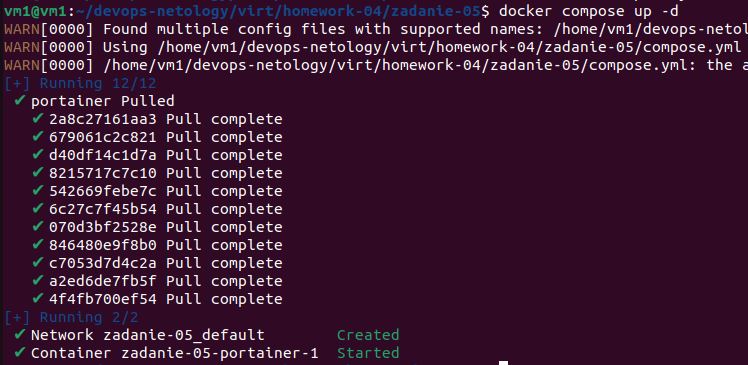 vm1@vm1:~/devops-netology/virt/homework-04/zadanie-05$ docker compose up -d
WARN[0000] Found multiple config files with supported names: /home/vm1/devops-netol
WARN[0000] Using /home/vm1/devops-netology/virt/homework-04/zadanie-05/compose.yml
WARN[0000] /home/vm1/devops-netology/virt/homework-04/zadanie-05/compose.yml: the a
[+] Running 12/12
✔ portainer Pulled
✔ 2a8c27161aa3 Pull complete
✔ 679061c2c821 Pull complete
✔ d40df14c1d7a Pull complete
✔ 8215717c7c10 Pull complete
✔ 542669febe7c Pull complete
✔ 6c27c7f45b54 Pull complete
✔ 070d3bf2528e Pull complete
✔ 846480e9f8b0 Pull complete
✔ c7053d7d4c2a Pull complete
✔ a2ed6de7fb5f Pull complete
✔ 4f4fb700ef54 Pull complete
[+] Running 2/2
✔ Network zadanie-05_default Created
✔ Container zadanie-05-portainer-1 Started